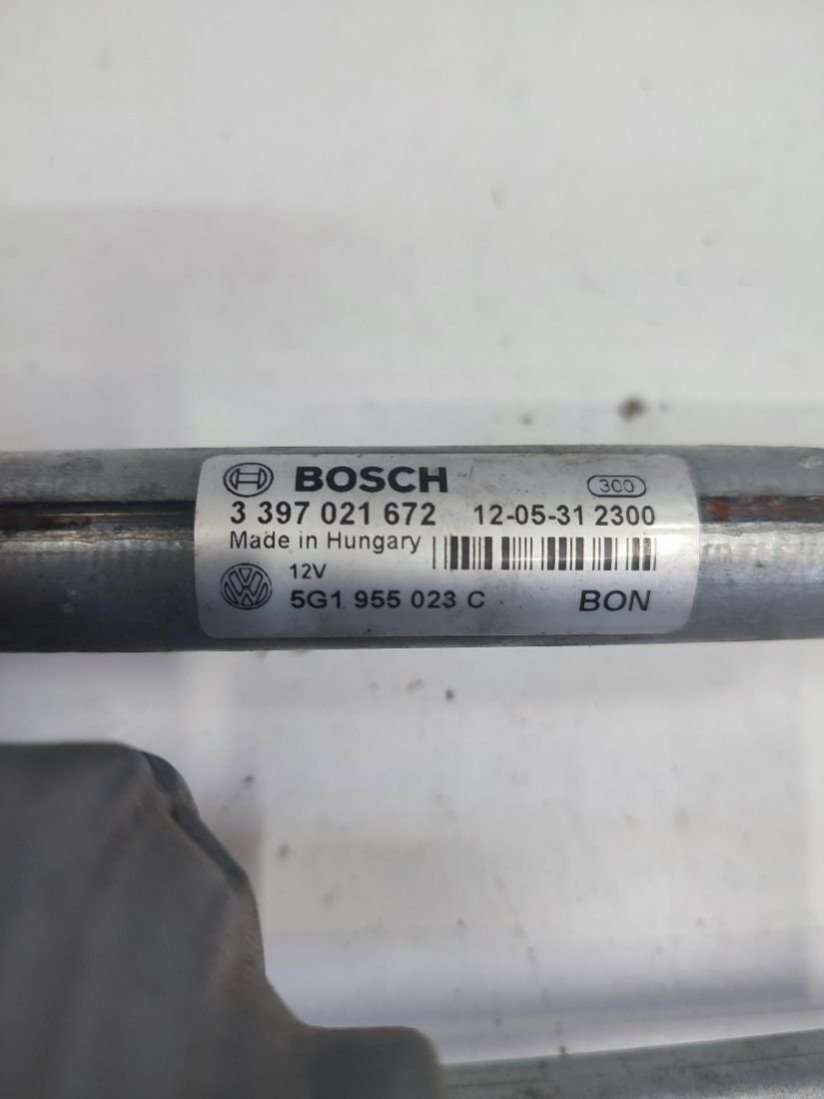 BOSCH 300
3 397 021 672 12-05-31 2300
Made in Hungary
12V
5G1 955 023 C BON